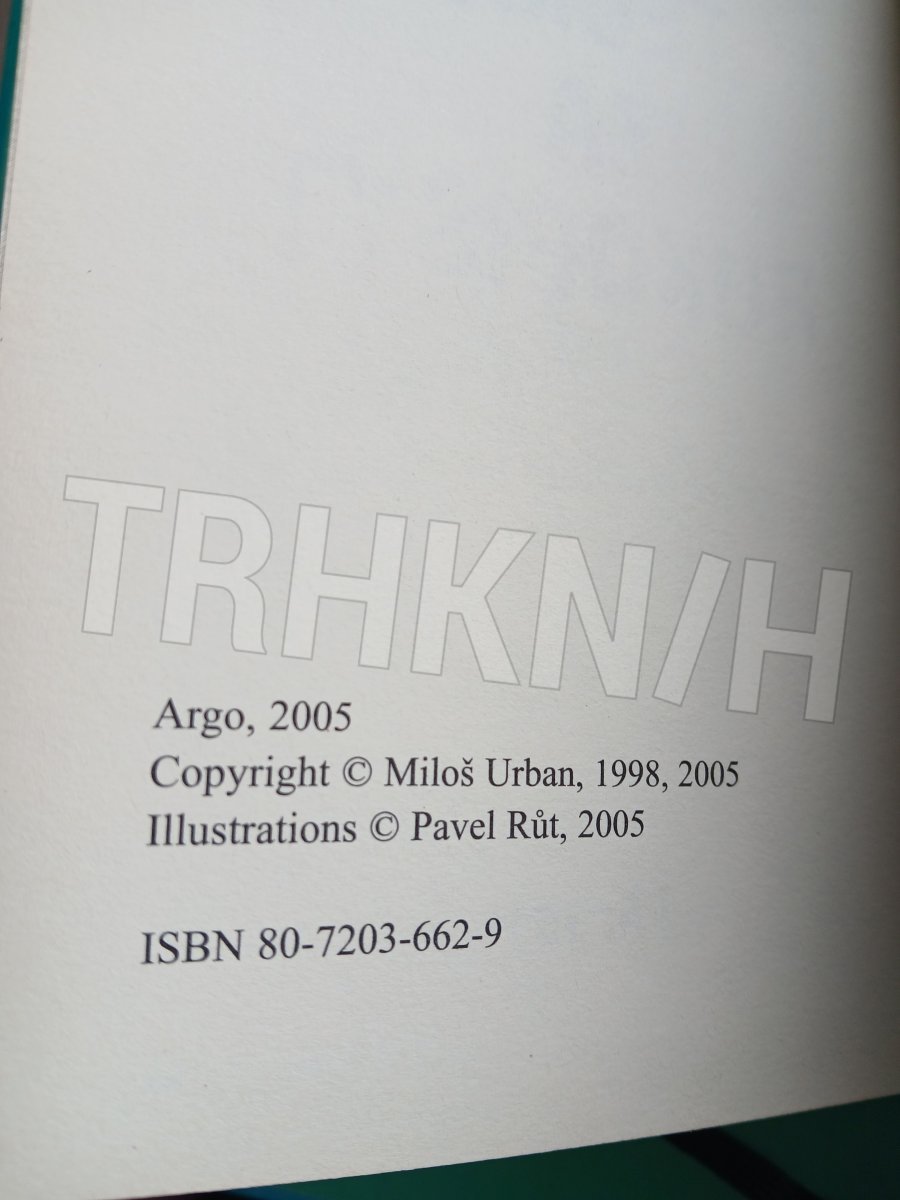 TRHKN/H
Argo, 2005
Copyright © Miloš Urban, 1998, 2005
Illustrations © Pavel Růt, 2005
ISBN 80-7203-662-9